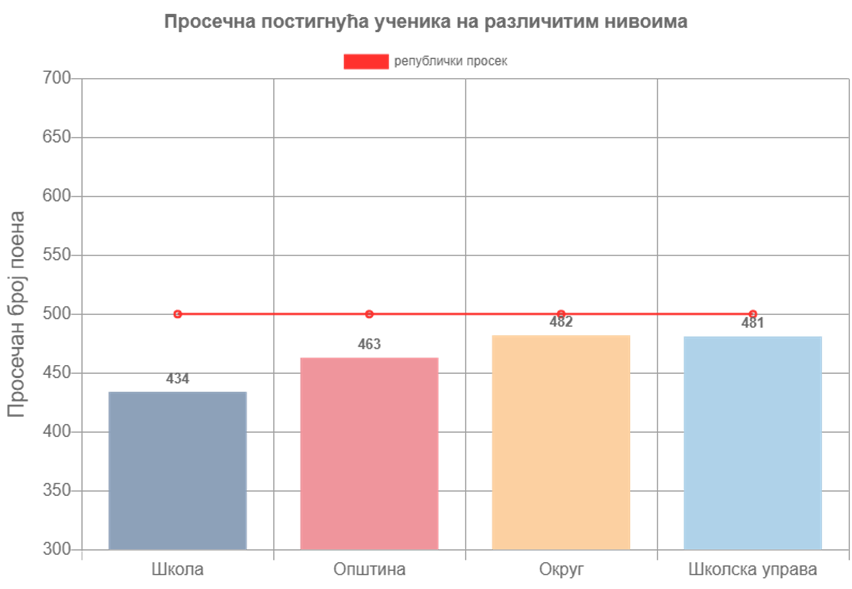 Просечна постигнућа ученика на различитим нивоима
републички просек
Просечан број поена
700
650
600
550
500
450
400
350
300
434
463
482
481
Школа
Општина
Округ
Школска управа